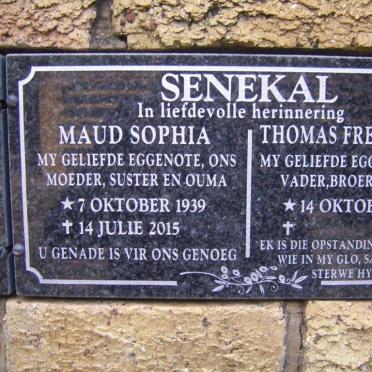 SENEKAL
In liefdevolle herinnering
MAUD SOPHIA
MY GELIEFDE EGGENOTE, ONS
MOEDER, SUSTER EN OUMA
★ 7 OKTOBER 1939
✝ 14 JULIE 2015
U GENADE IS VIR ONS GENOEG
THOMAS FRE
MY GELIEFDE EGG
VADER, BROER
★ 14 OKTO
✝
EK IS DIE OPSTANDIN
WIE IN MY GLO, SA
STERWE HY